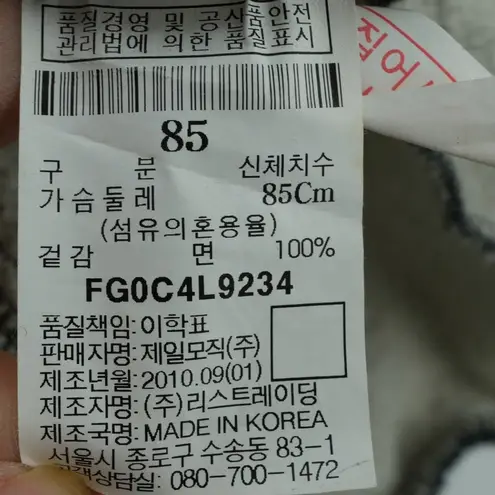 품질경영 및 공산품안전
관리법에 의한 품질표시
85
구 분 신체치수
가슴둘레 85Cm
(섬유의혼용율)
겉감 면 100%
FG0C4L9234
품질책임:이학표
판매자명:제일모직(주)
제조년월:2010.09(01)
제조자명:(주)리스트레이딩
제조국명:MADE IN KOREA
서울시 종로구 수송동 83-1
고객상담실: 080-700-1472